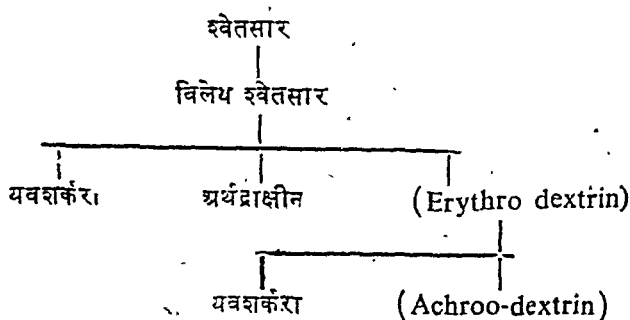 श्वेतसार
विलेय श्वेतसार
यवशर्करा अर्थद्राक्षीन (Erythro dextrin)
यवशर्करा (Achroo-dextrin)